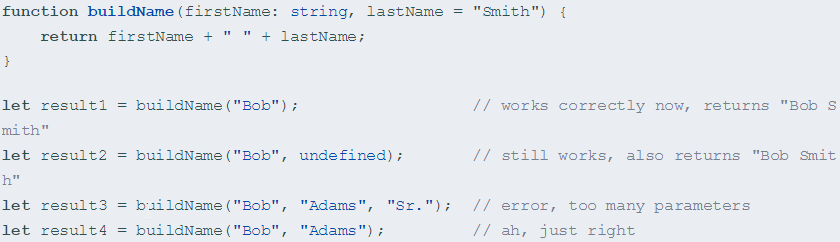 function buildName(firstName: string, lastName = "Smith") {
    return firstName + " " + lastName;
}

let result1 = buildName("Bob");                  // works correctly now, returns "Bob S
mith"
let result2 = buildName("Bob", undefined);       // still works, also returns "Bob Smit
h"
let result3 = buildName("Bob", "Adams", "Sr.");  // error, too many parameters
let result4 = buildName("Bob", "Adams");         // ah, just right